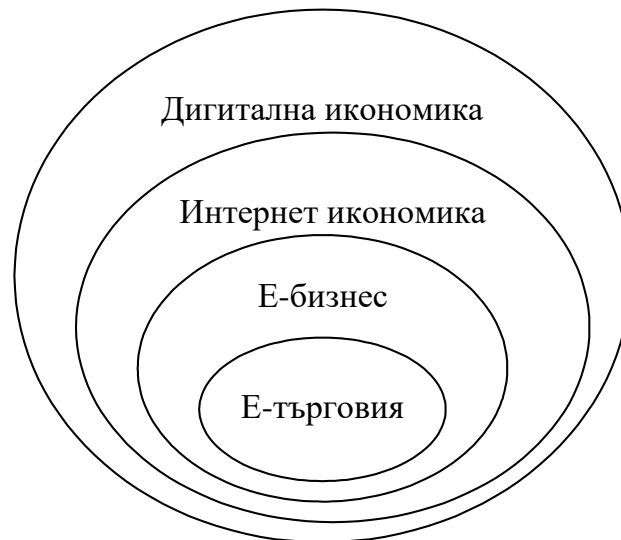 Дигитална икономика
Интернет икономика
Е-бизнес
Е-търговия